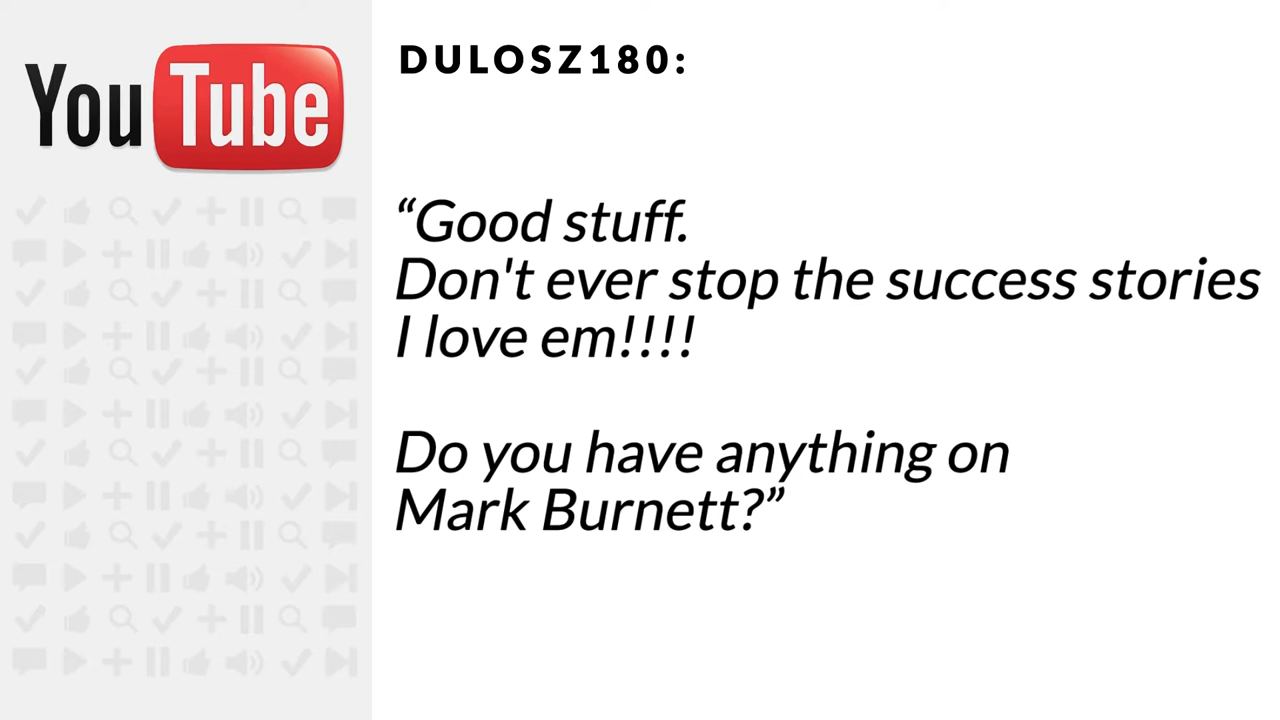 YouTube
DULOSZ180:
“Good stuff.
Don't ever stop the success stories
I love em!!!!
Do you have anything on
Mark Burnett?”